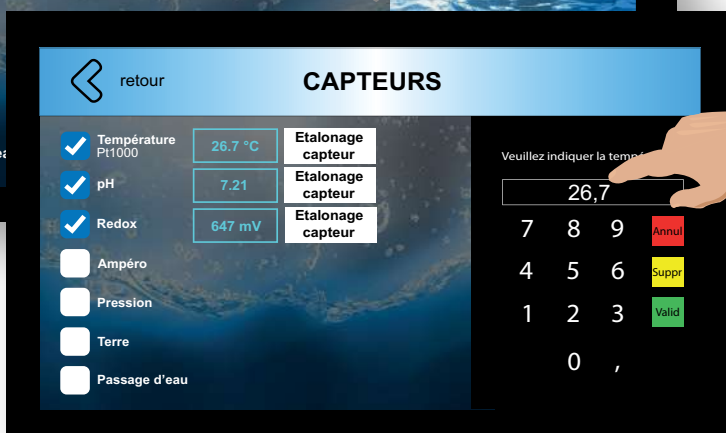 retour
CAPTEURS
Température
Pt1000
26.7 °C
Etalonage
capteur
pH
7.21
Etalonage
capteur
Redox
647 mV
Etalonage
capteur
Ampéro
Pression
Terre
Passage d'eau
Veuillez indiquer la
26,7
7 8 9 Annul
4 5 6 Suppr
1 2 3 Valid
0 ,